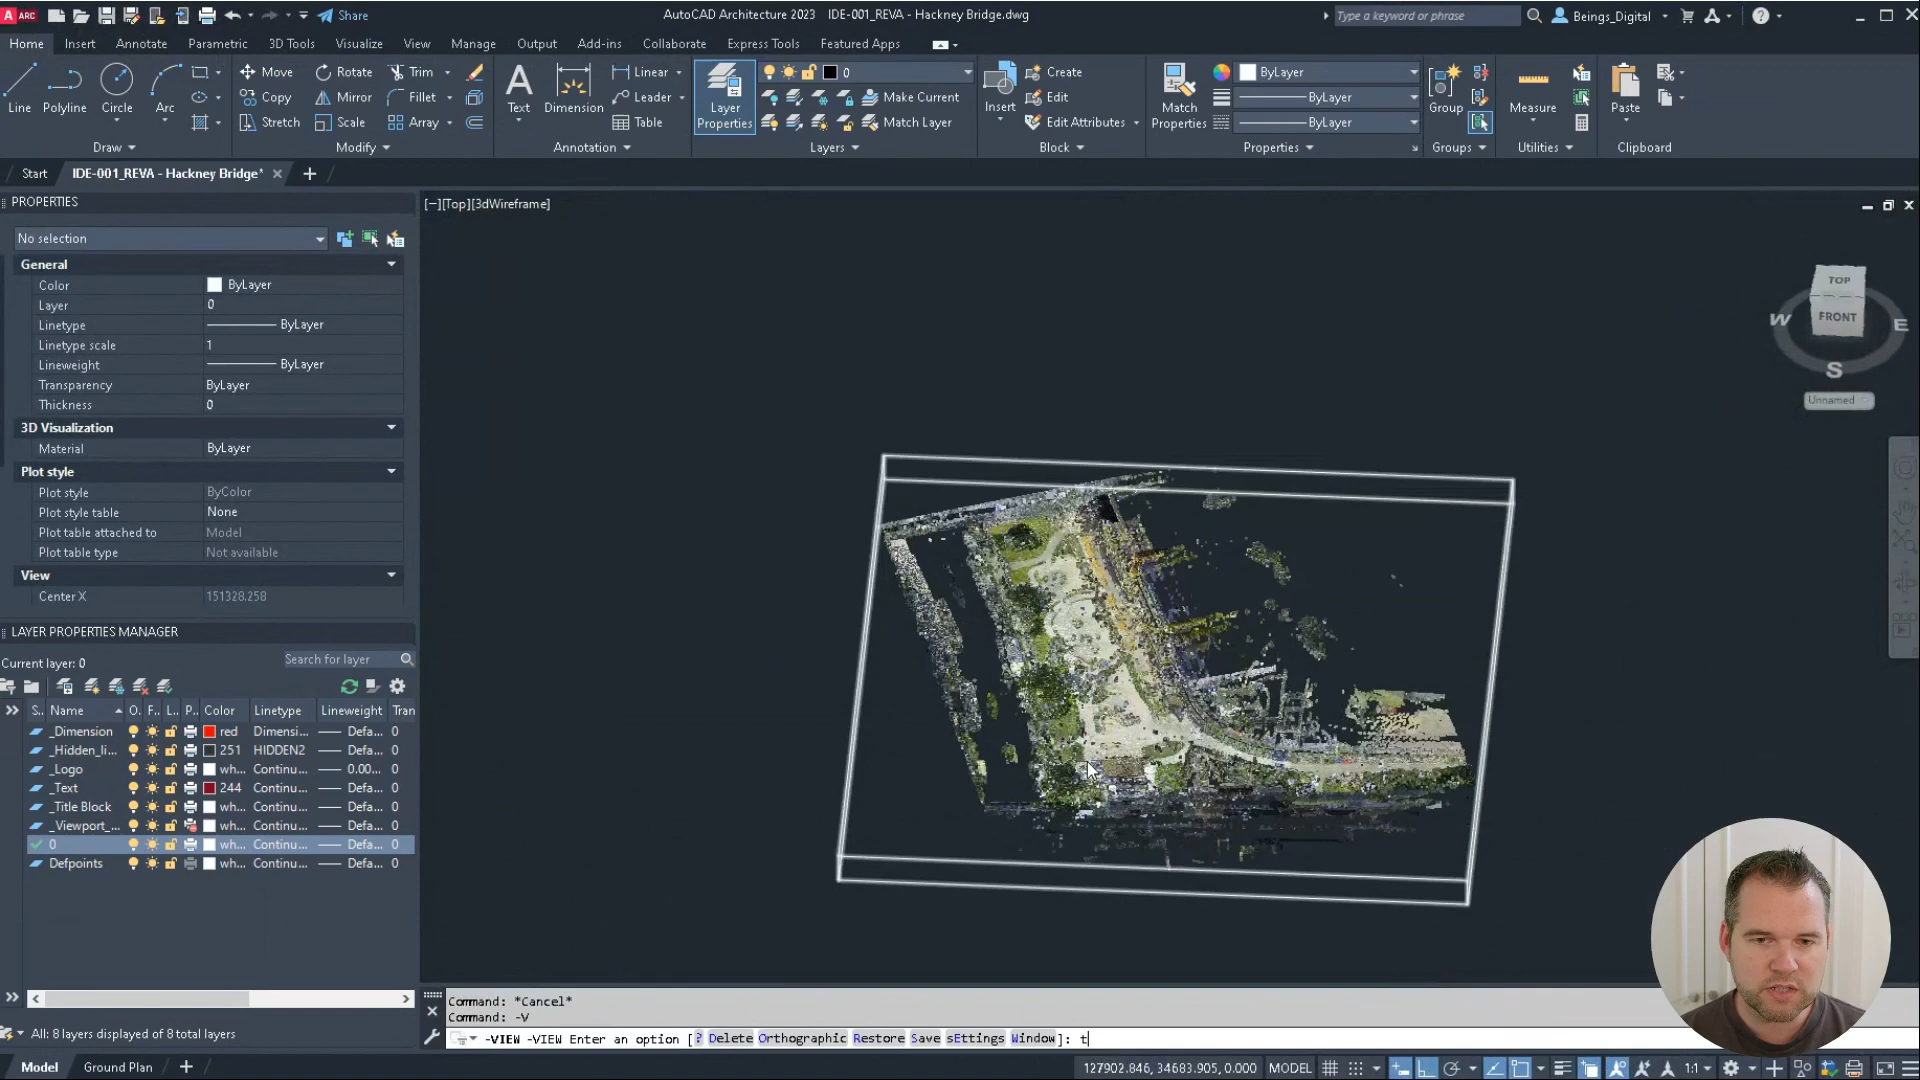 ARC
Share
AutoCAD Architecture 2023 IDE-001_REVA - Hackney Bridge.dwg
Type a keyword or phrase
Beings_Digital
Home Insert Annotate Parametric 3D Tools Visualize View Manage Output Add-ins Collaborate Express Tools Featured Apps
Line Polyline Circle Arc
Move Rotate Trim
Copy Mirror Fillet
Stretch Scale Array
Text Dimension
Linear
Leader
Table
Layer Properties
0
Make Current
Match Layer
Insert
Create
Edit
Edit Attributes
Match Properties
ByLayer
ByLayer
ByLayer
Group
Measure
Paste
Draw Modify Annotation Layers Block Properties Groups Utilities Clipboard
Start IDE-001_REVA - Hackney Bridge*
PROPERTIES
No selection
General
Color ByLayer
Layer 0
Linetype ByLayer
Linetype scale 1
Lineweight ByLayer
Transparency ByLayer
Thickness 0
3D Visualization
Material ByLayer
Plot style
Plot style ByColor
Plot style table None
Plot table attached to Model
Plot table type Not available
View
Center X 151328.258
[−][Top][3dWireframe]
TOP
FRONT
W
E
S
Unnamed
LAYER PROPERTIES MANAGER
Current layer: 0
Search for layer
S.. Name O. F.. L.. P.. Color Linetype Lineweight Tran
_Dimension red Dimensi... Defa... 0
_Hidden_li... 251 HIDDEN2 Defa... 0
_Logo wh... Continu... 0.00... 0
_Text 244 Continu... Defa... 0
_Title Block wh... Continu... Defa... 0
_Viewport_... wh... Continu... Defa... 0
0 wh... Continu... Defa... 0
Defpoints wh... Continu... Defa... 0
All: 8 layers displayed of 8 total layers
Command: *Cancel*
Command: -V
-VIEW -VIEW Enter an option [? Delete Orthographic Restore Save sEttings Window]: t
Model Ground Plan
127902.846, 34683.905, 0.000 MODEL
1:1